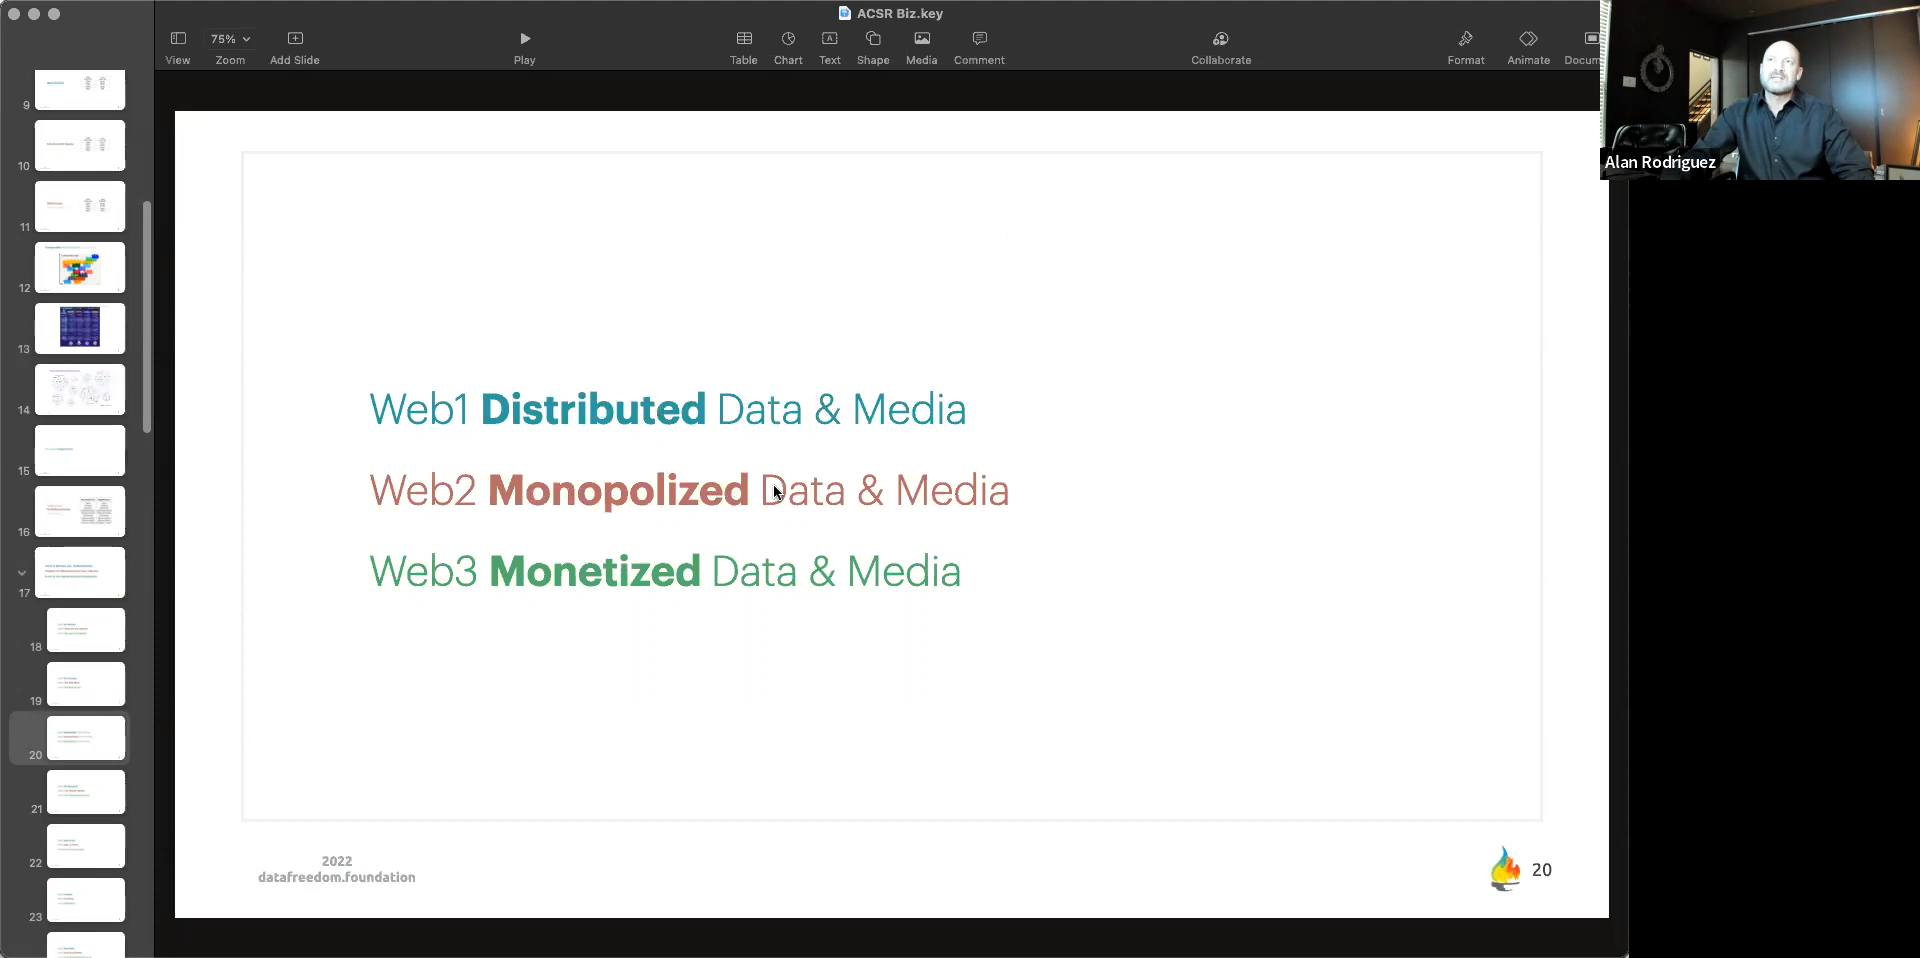 ACSR Biz.key
75%
View
Zoom
Add Slide
Play
Table
Chart
Text
Shape
Media
Comment
Collaborate
Format
Animate
Docum
Alan Rodriguez
9
10
11
12
13
14
15
16
17
18
19
20
21
22
23
Web1 Distributed Data & Media
Web2 Monopolized Data & Media
Web3 Monetized Data & Media
2022
datafreedom.foundation
20